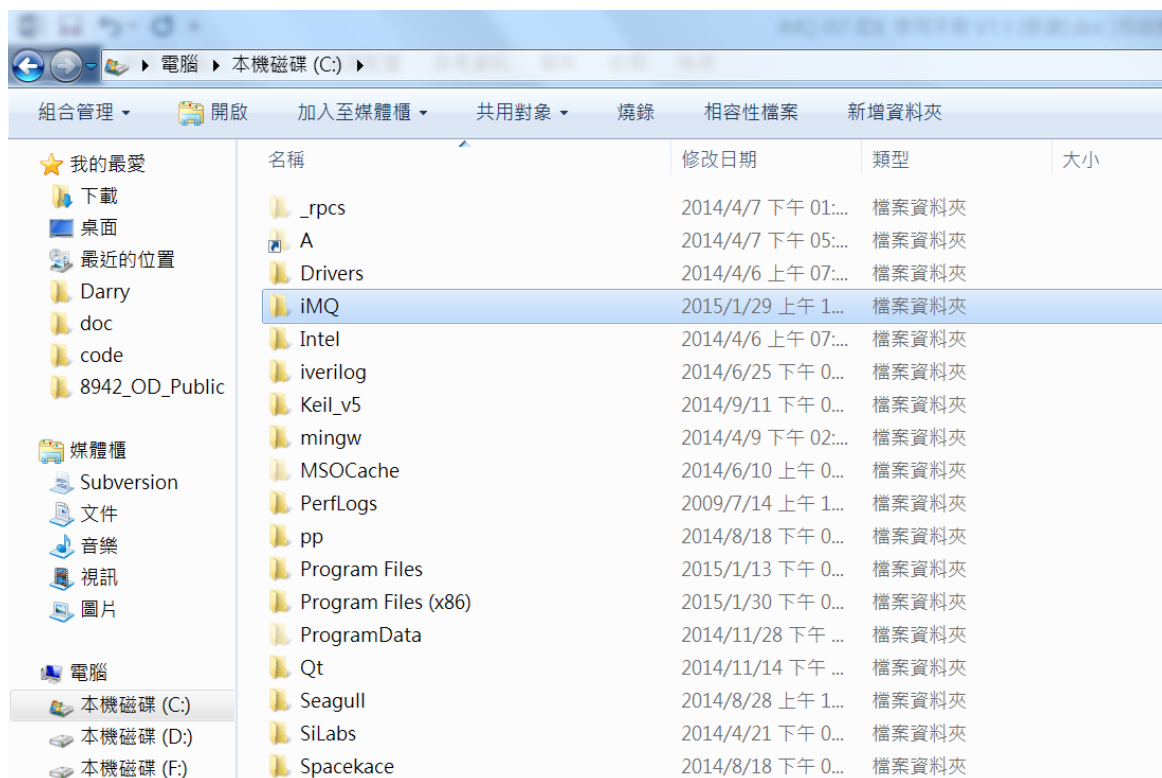 電腦 本機磁碟 (C:)
組合管理 開啟 加入至媒體櫃 共用對象 燒錄 相容性檔案 新增資料夾
我的最愛
下載
桌面
最近的位置
Darry
doc
code
8942_OD_Public
媒體櫃
Subversion
文件
音樂
視訊
圖片
電腦
本機磁碟 (C:)
本機磁碟 (D:)
本機磁碟 (F:)
名稱 修改日期 類型 大小
_rpcs 2014/4/7 下午 01:... 檔案資料夾
A 2014/4/7 下午 05:... 檔案資料夾
Drivers 2014/4/6 上午 07:... 檔案資料夾
iMQ 2015/1/29 上午 1... 檔案資料夾
Intel 2014/4/6 上午 07:... 檔案資料夾
iverilog 2014/6/25 下午 0... 檔案資料夾
Keil_v5 2014/9/11 下午 0... 檔案資料夾
mingw 2014/4/9 下午 02:... 檔案資料夾
MSOCache 2014/6/10 上午 0... 檔案資料夾
PerfLogs 2009/7/14 上午 1... 檔案資料夾
pp 2014/8/18 下午 0... 檔案資料夾
Program Files 2015/1/13 下午 0... 檔案資料夾
Program Files (x86) 2015/1/30 下午 0... 檔案資料夾
ProgramData 2014/11/28 下午 ... 檔案資料夾
Qt 2014/11/14 下午 ... 檔案資料夾
Seagull 2014/8/28 上午 1... 檔案資料夾
SiLabs 2014/4/21 下午 0... 檔案資料夾
Spacekace 2014/8/18 下午 0... 檔案資料夾